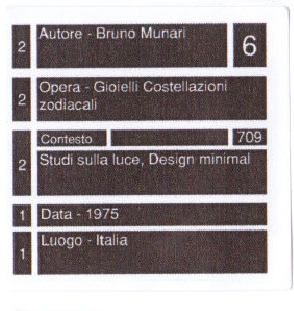 2 Autore - Bruno Munari 6
2 Opera - Gioielli Costellazioni
zodiacali
Contesto 709
2 Studi sulla luce, Design minimal
1 Data - 1975
1 Luogo - Italia